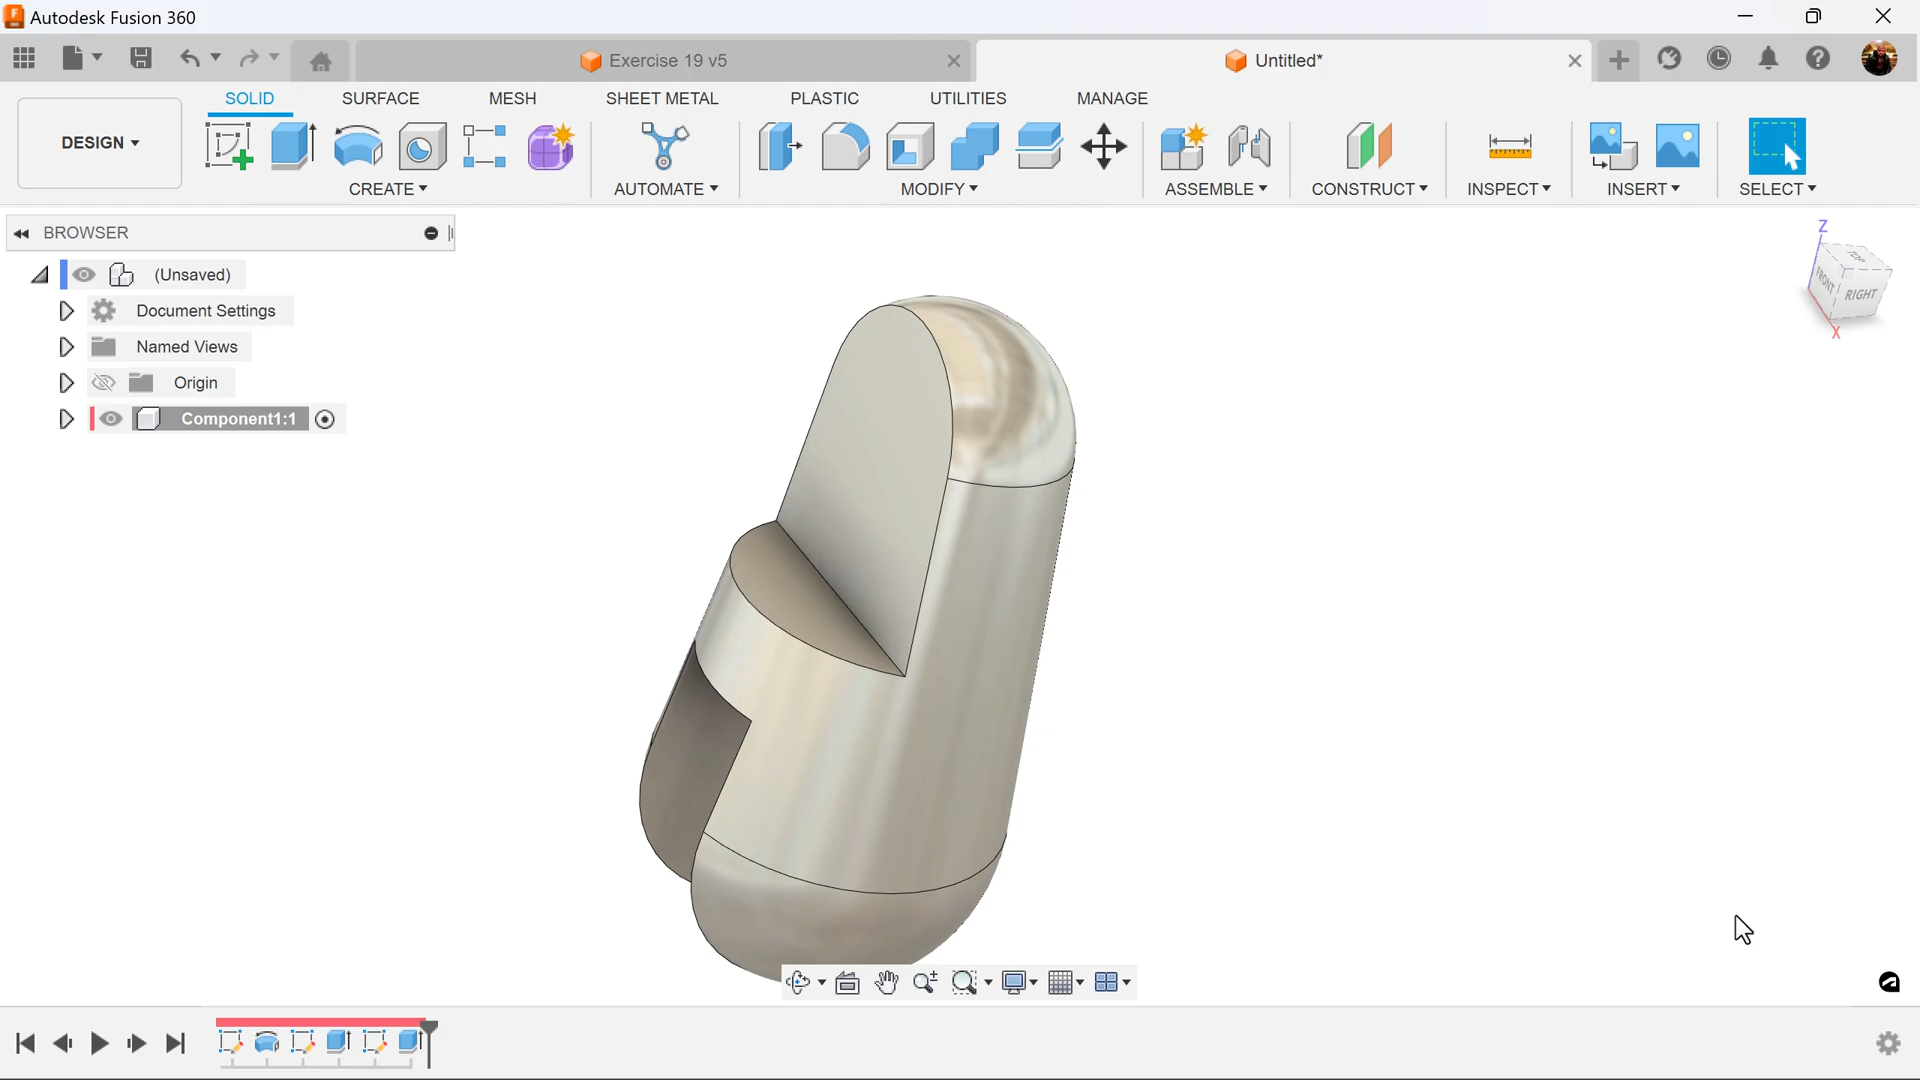 Autodesk Fusion 360
Exercise 19 v5
Untitled*
DESIGN
SOLID
SURFACE
MESH
SHEET METAL
PLASTIC
UTILITIES
MANAGE
CREATE
AUTOMATE
MODIFY
ASSEMBLE
CONSTRUCT
INSPECT
INSERT
SELECT
BROWSER
(Unsaved)
Document Settings
Named Views
Origin
Component1:1
Z
TOP
FRONT
RIGHT
X